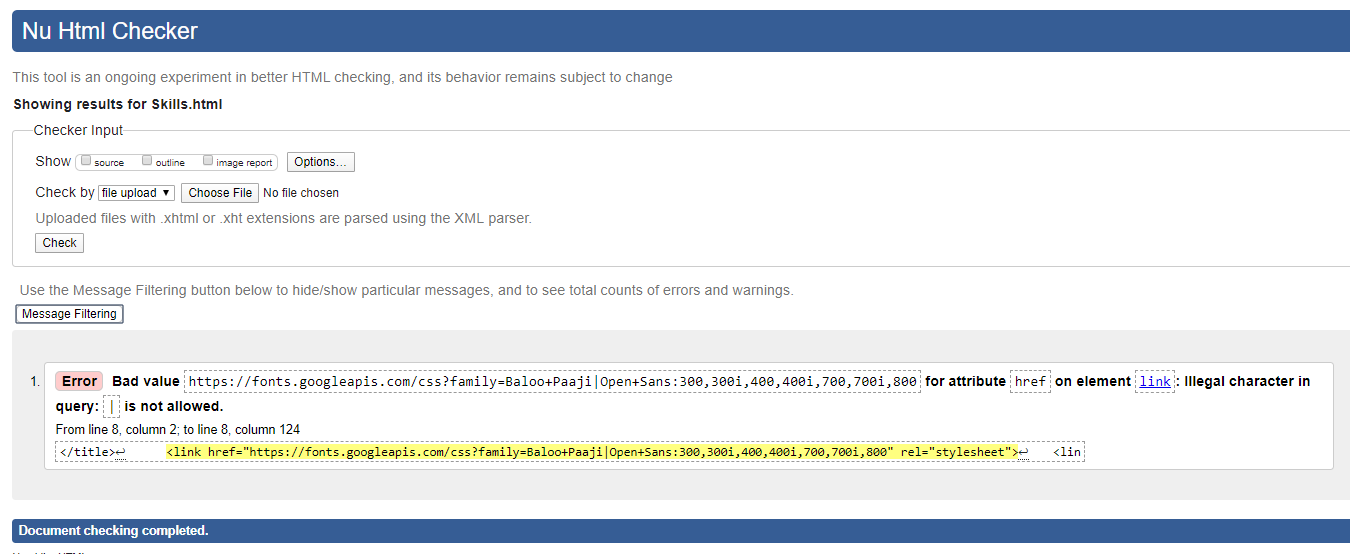 Nu Html Checker
This tool is an ongoing experiment in better HTML checking, and its behavior remains subject to change
Showing results for Skills.html
Checker Input
Show source outline image report Options...
Check by file upload ▼ Choose File No file chosen
Uploaded files with .xhtml or .xht extensions are parsed using the XML parser.
Check
Use the Message Filtering button below to hide/show particular messages, and to see total counts of errors and warnings.
Message Filtering
1. Error Bad value https://fonts.googleapis.com/css?family=Baloo+Paaji|Open+Sans:300,300i,400,400i,700,700i,800 for attribute href on element link: Illegal character in
query: | is not allowed.
From line 8, column 2; to line 8, column 124
</title>↩ <link href="https://fonts.googleapis.com/css?family=Baloo+Paaji|Open+Sans:300,300i,400,400i,700,700i,800" rel="stylesheet">↩ <lin
Document checking completed.